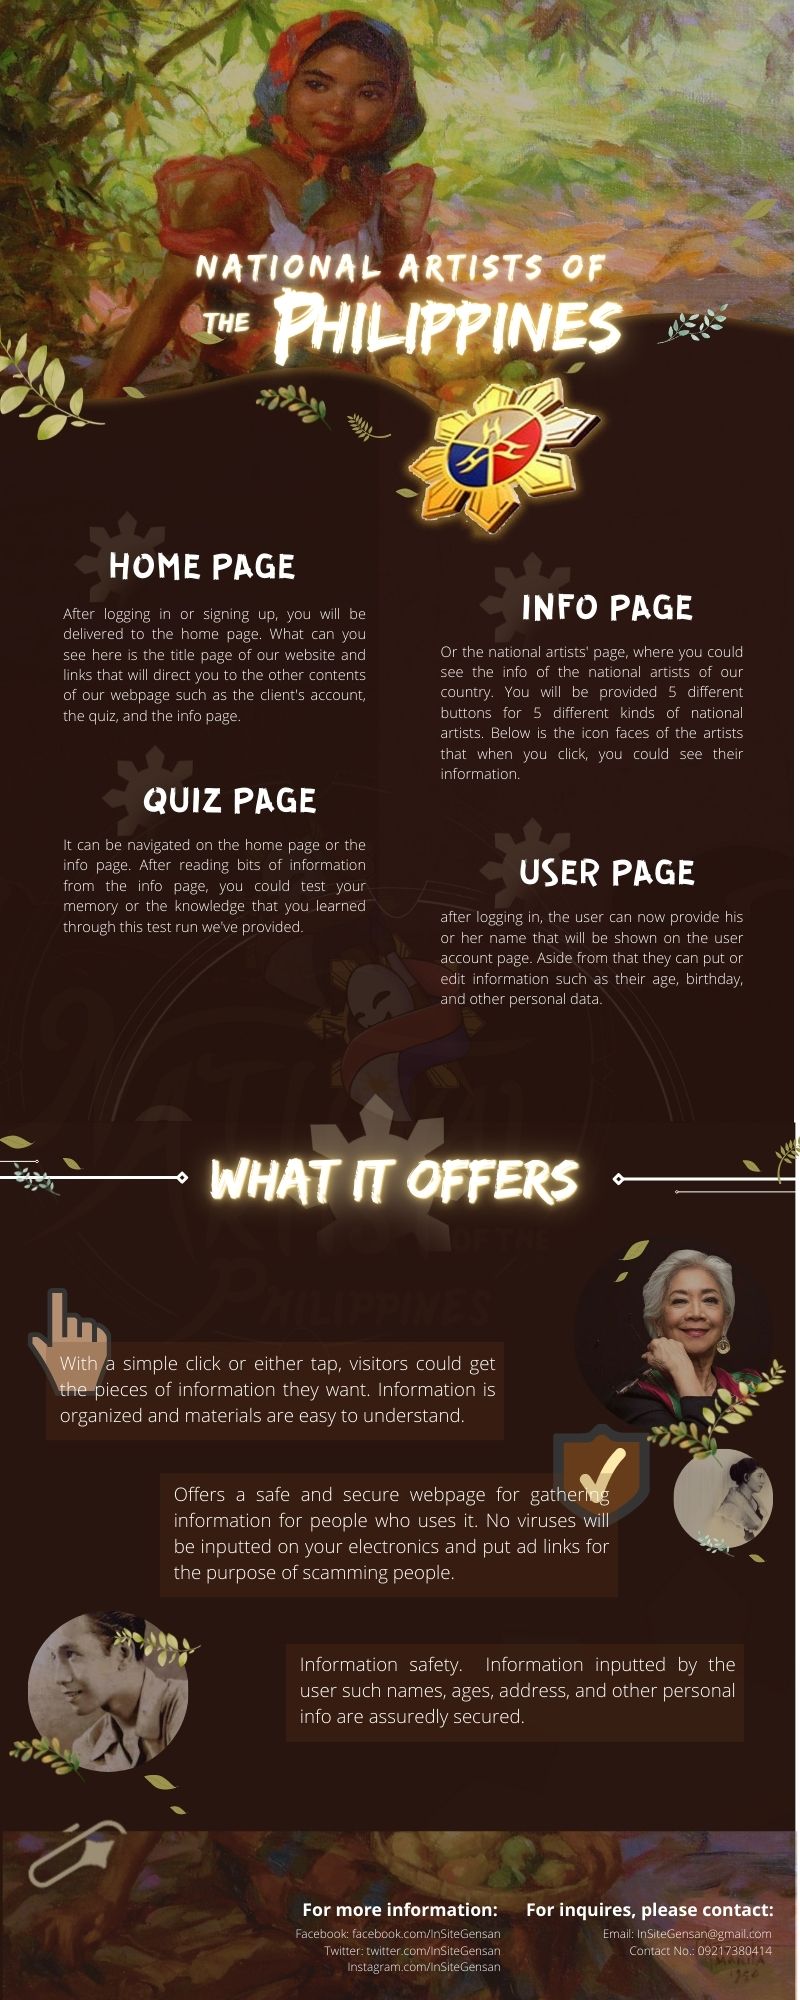 NATIONAL ARTISTS OF
THE PHILIPPINES
HOME PAGE
After logging in or signing up, you will be
delivered to the home page. What can you
see here is the title page of our website and
links that will direct you to the other contents
of our webpage such as the client's account,
the quiz, and the info page.
INFO PAGE
Or the national artists' page, where you could
see the info of the national artists of our
country. You will be provided 5 different
buttons for 5 different kinds of national
artists. Below is the icon faces of the artists
that when you click, you could see their
information.
QUIZ PAGE
It can be navigated on the home page or the
info page. After reading bits of information
from the info page, you could test your
memory or the knowledge that you learned
through this test run we've provided.
USER PAGE
after logging in, the user can now provide his
or her name that will be shown on the user
account page. Aside from that they can put or
edit information such as their age, birthday,
and other personal data.
NATIONAL
ARTIST
OF THE
PHILIPPINES
WHAT IT OFFERS
With a simple click or either tap, visitors could get
the pieces of information they want. Information is
organized and materials are easy to understand.
Offers a safe and secure webpage for gathering
information for people who uses it. No viruses will
be inputted on your electronics and put ad links for
the purpose of scamming people.
Information safety. Information inputted by the
user such names, ages, address, and other personal
info are assuredly secured.
For more information:
Facebook: facebook.com/InSiteGensan
Twitter: twitter.com/InSiteGensan
Instagram.com/InSiteGensan
For inquires, please contact:
Email: InSiteGensan@gmail.com
Contact No.: 09217380414